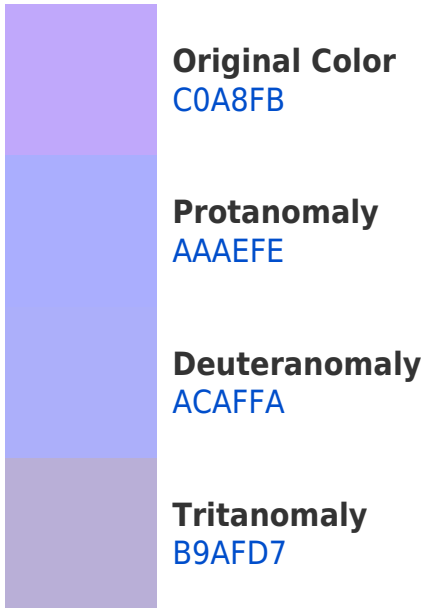 Original Color
C0A8FB
Protanomaly
AAAEFE
Deuteranomaly
ACAFFA
Tritanomaly
B9AFD7